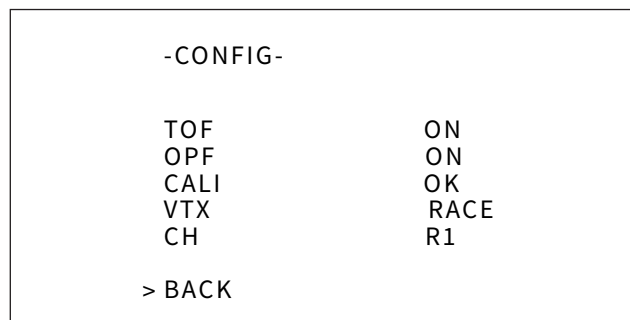 -CONFIG-
TOF ON
OPF ON
CALI OK
VTX RACE
CH R1
> BACK